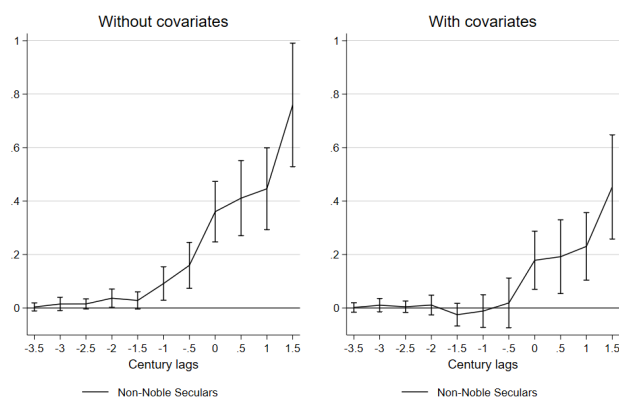 Without covariates
1
.8
.6
.4
.2
0
-3.5 -3 -2.5 -2 -1.5 -1 -.5 0 .5 1 1.5
Century lags
Non-Noble Seculars
With covariates
1
.8
.6
.4
.2
0
-3.5 -3 -2.5 -2 -1.5 -1 -.5 0 .5 1 1.5
Century lags
Non-Noble Seculars